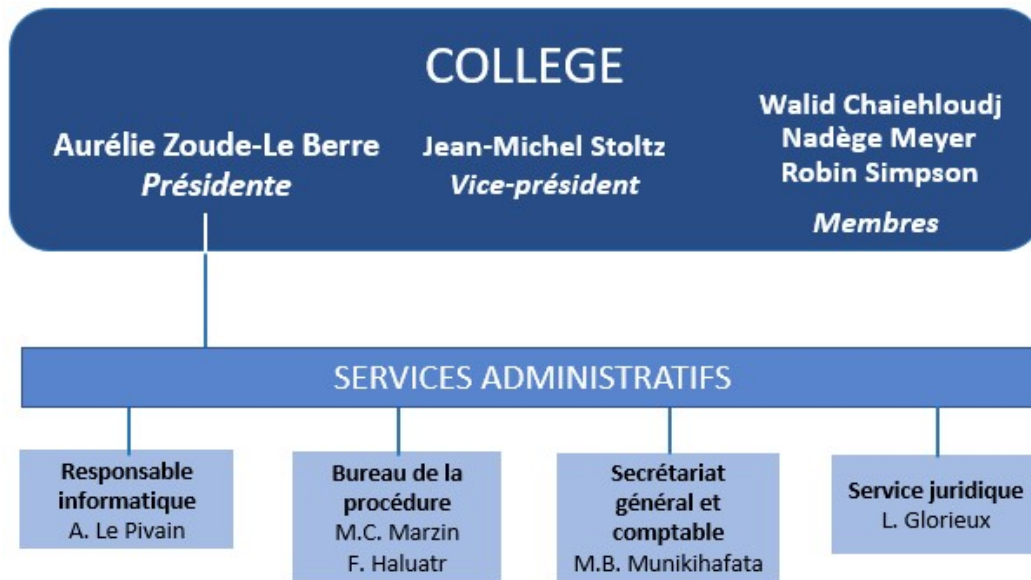 COLLEGE
Aurélie Zoude-Le Berre
Présidente
Jean-Michel Stoltz
Vice-président
Walid Chaiehloudj
Nadège Meyer
Robin Simpson
Membres
SERVICES ADMINISTRATIFS
Responsable
informatique
A. Le Pivain
Bureau de la
procédure
M.C. Marzin
F. Haluatr
Secrétariat
général et
comptable
M.B. Munikihafata
Service juridique
L. Glorieux